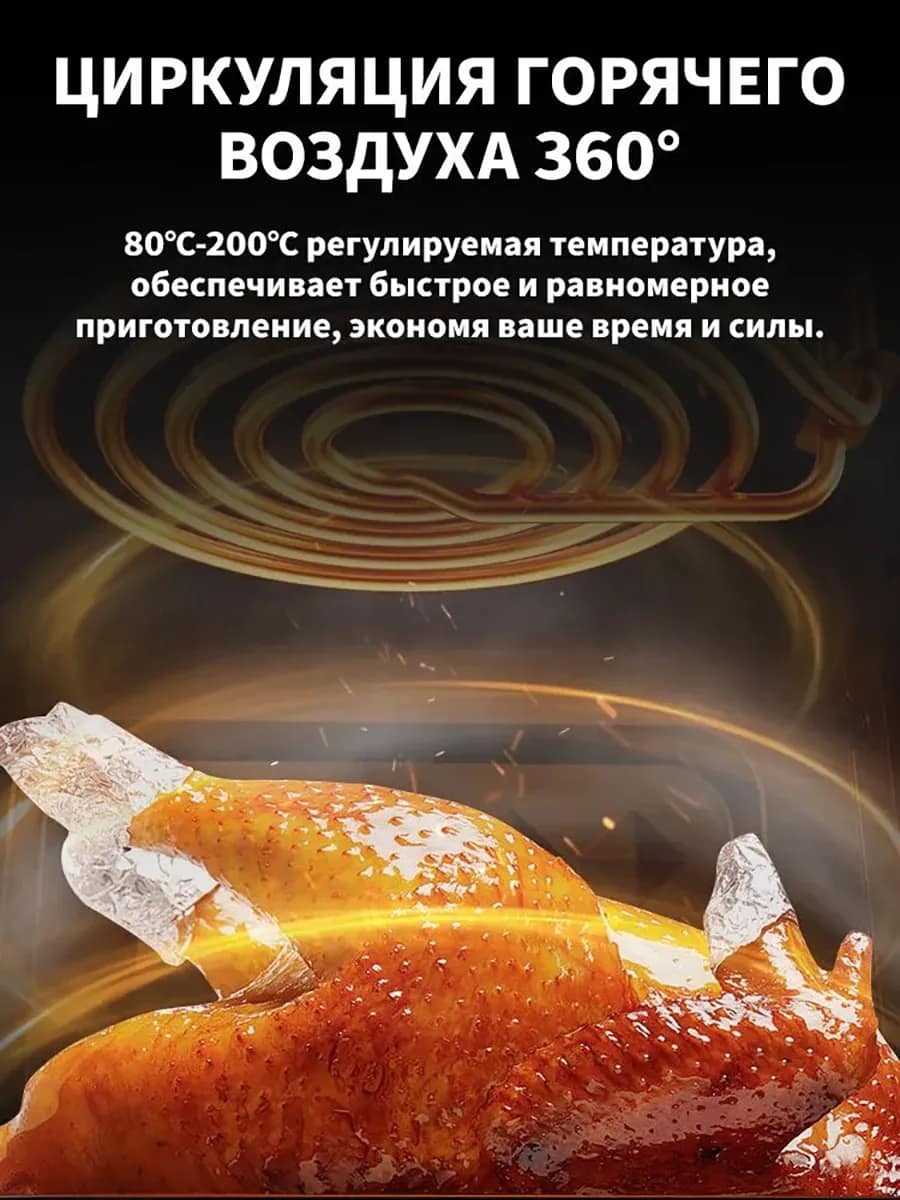 ЦИРКУЛЯЦИЯ ГОРЯЧЕГО
ВОЗДУХА 360°
80℃-200℃ регулируемая температура,
обеспечивает быстрое и равномерное
приготовление, экономя ваше время и силы.